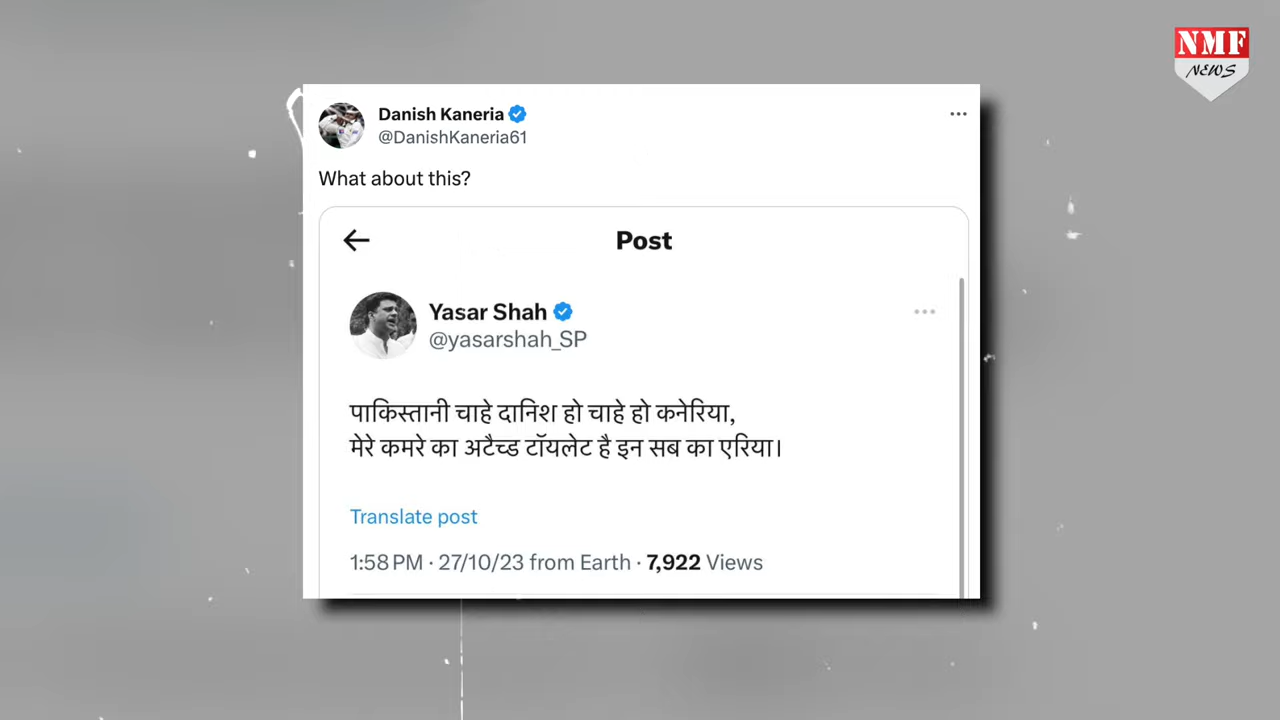 NMF
NEWS
Danish Kaneria
@DanishKaneria61
What about this?
Post
Yasar Shah
@yasarshah_SP
पाकिस्तानी चाहे दानिश हो चाहे हो कनेरिया,
मेरे कमरे का अटैच्ड टॉयलेट है इन सब का एरिया।
Translate post
1:58 PM · 27/10/23 from Earth · 7,922 Views